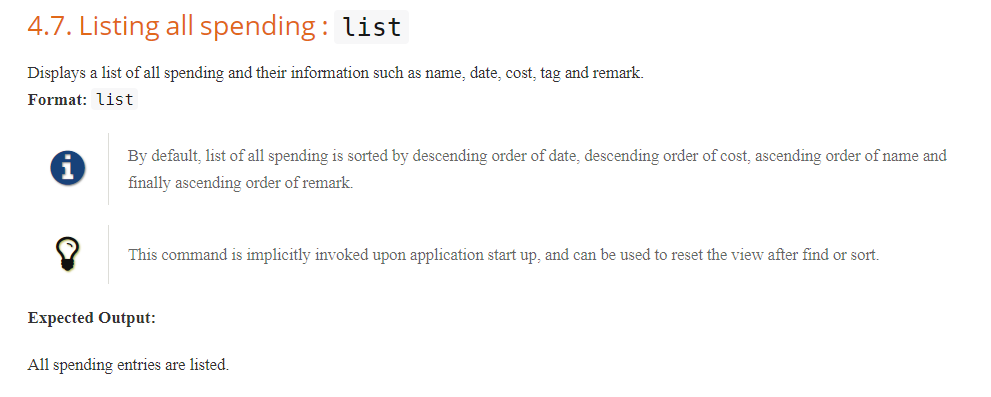 4.7. Listing all spending : list
Displays a list of all spending and their information such as name, date, cost, tag and remark.
Format: list
By default, list of all spending is sorted by descending order of date, descending order of cost, ascending order of name and
finally ascending order of remark.
This command is implicitly invoked upon application start up, and can be used to reset the view after find or sort.
Expected Output:
All spending entries are listed.